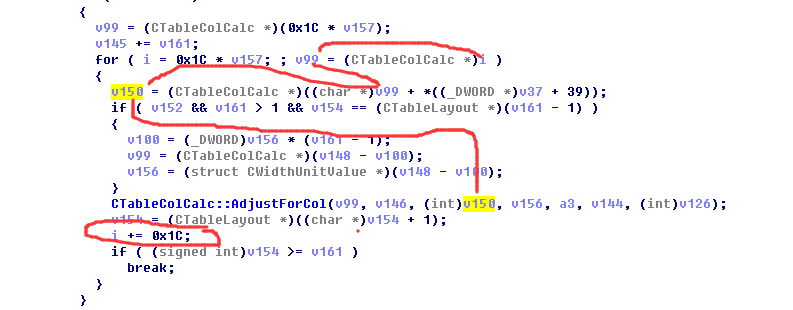 {
v99 = (CTableColCalc *)(0x1C * v157);
v145 += v161;
for ( i = 0x1C * v157; ; v99 = (CTableColCalc *)i )
{
v150 = (CTableColCalc *)((char *)v99 + *((_DWORD *)v37 + 39));
if ( v152 && v161 > 1 && v154 == (CTableLayout *)(v161 - 1) )
{
v100 = (_DWORD)v156 * (v161 - 1);
v99 = (CTableColCalc *)(v148 - v100);
v156 = (struct CWidthUnitValue *)(v148 - v100);
}
CTableColCalc::AdjustForCol(v99, v146, (int)v150, v156, a3, v144, (int)v126);
v154 = (CTableLayout *)((char *)v154 + 1);
i += 0x1C;
if ( (signed int)v154 >= v161 )
break;
}
}